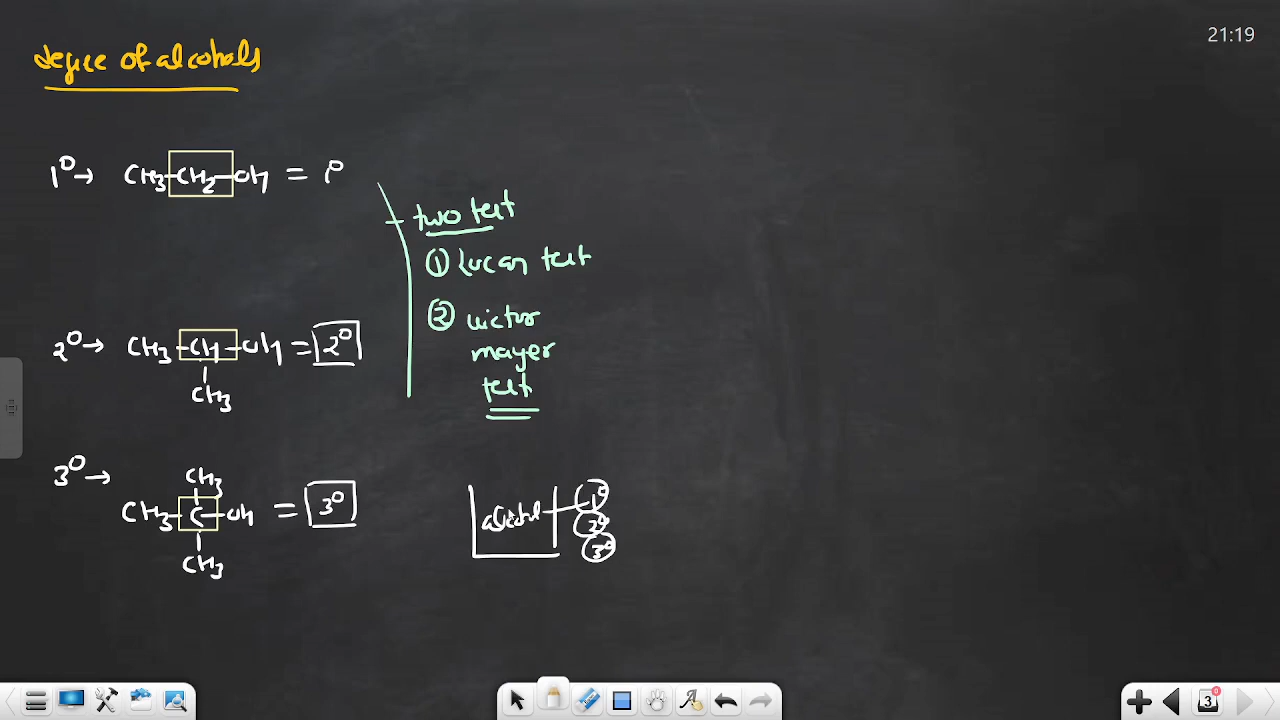 degree of alcohols
21:19
1° → CH3-CH2-OH = 1°
two test
① Lucas test
② victor
mayer
test
2° → CH3-CH-OH = 2°
CH3
3° →
CH3
CH3-C-OH = 3°
CH3
alcohol
1°
2°
3°
3